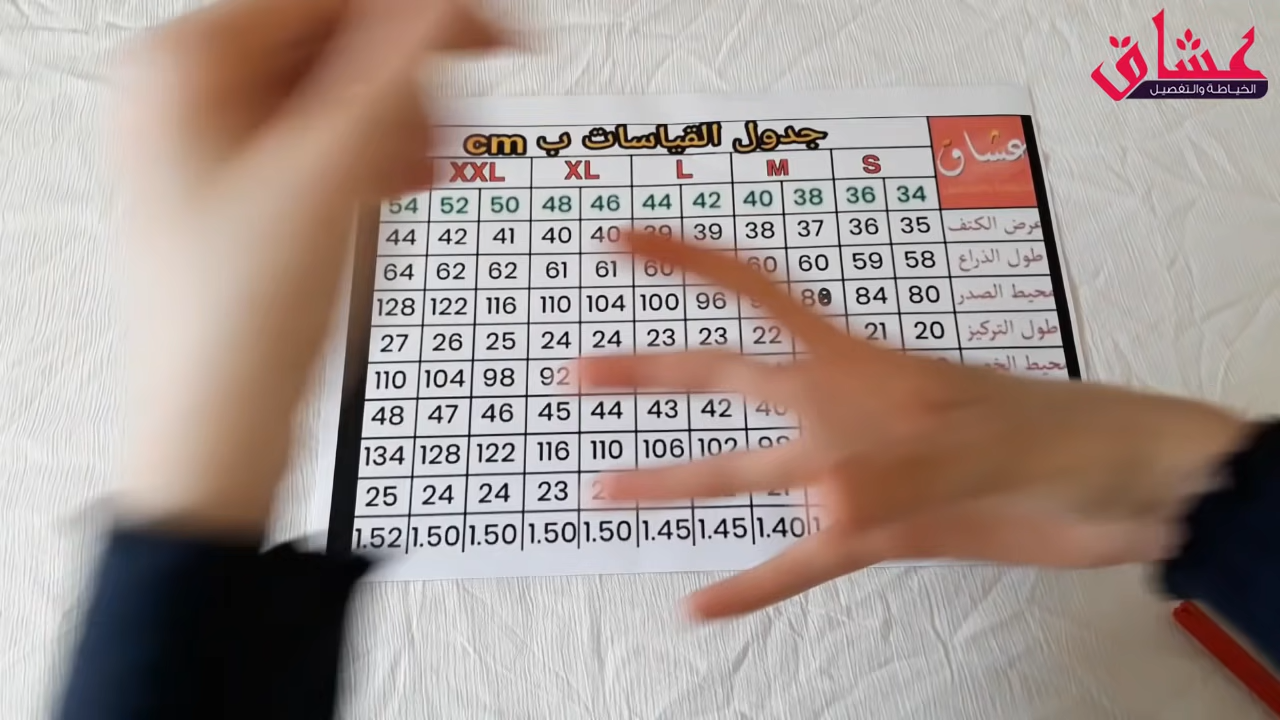 عشاق
الخياطة والتفصيل
جدول القياسات ب cm
عشاق
S M L XL XXL
34 36 38 40 42 44 46 48 50 52 54
عرض الكتف 35 36 37 38 39 39 40 40 41 42 44
طول الذراع 58 59 60 60 60 61 61 62 62 64
محيط الصدر 80 84 96 100 104 110 116 122 128
طول التركيز 20 21 22 23 23 24 24 25 26 27
محيط 92 98 104 110
40 42 43 44 45 46 47 48
98 102 106 110 116 122 128 134
21 23 24 24 25
1.40 1.45 1.45 1.50 1.50 1.50 1.50 1.52